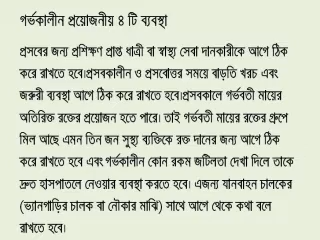 গর্ভকালীন প্রয়োজনীয় ৪ টি ব্যবস্থা
প্রসবের জন্য প্রশিক্ষণ প্রাপ্ত ধাত্রী বা স্বাস্থ্য সেবা দানকারীকে আগে ঠিক
করে রাখতে হবে।প্রসবকালীন ও প্রসবোত্তর সময়ে বাড়তি খরচ এবং
জরুরী ব্যবস্থা আগে ঠিক করে রাখতে হবে।প্রসবকালে গর্ভবতী মায়ের
অতিরিক্ত রক্তের প্রয়োজন হতে পারে। তাই গর্ভবতী মায়ের রক্তের গ্রুপে
মিল আছে এমন তিন জন সুস্থ্য ব্যক্তিকে রক্ত দানের জন্য আগে ঠিক
করে রাখতে হবে এবং গর্ভকালীন কোন রকম জটিলতা দেখা দিলে তাকে
দ্রুত হাসপাতলে নেওয়ার ব্যবস্থা করতে হবে। এজন্য যানবাহন চালকের
(ভ্যানগাড়ির চালক বা নৌকার মাঝি) সাথে আগে থেকে কথা বলে
রাখতে হবে।